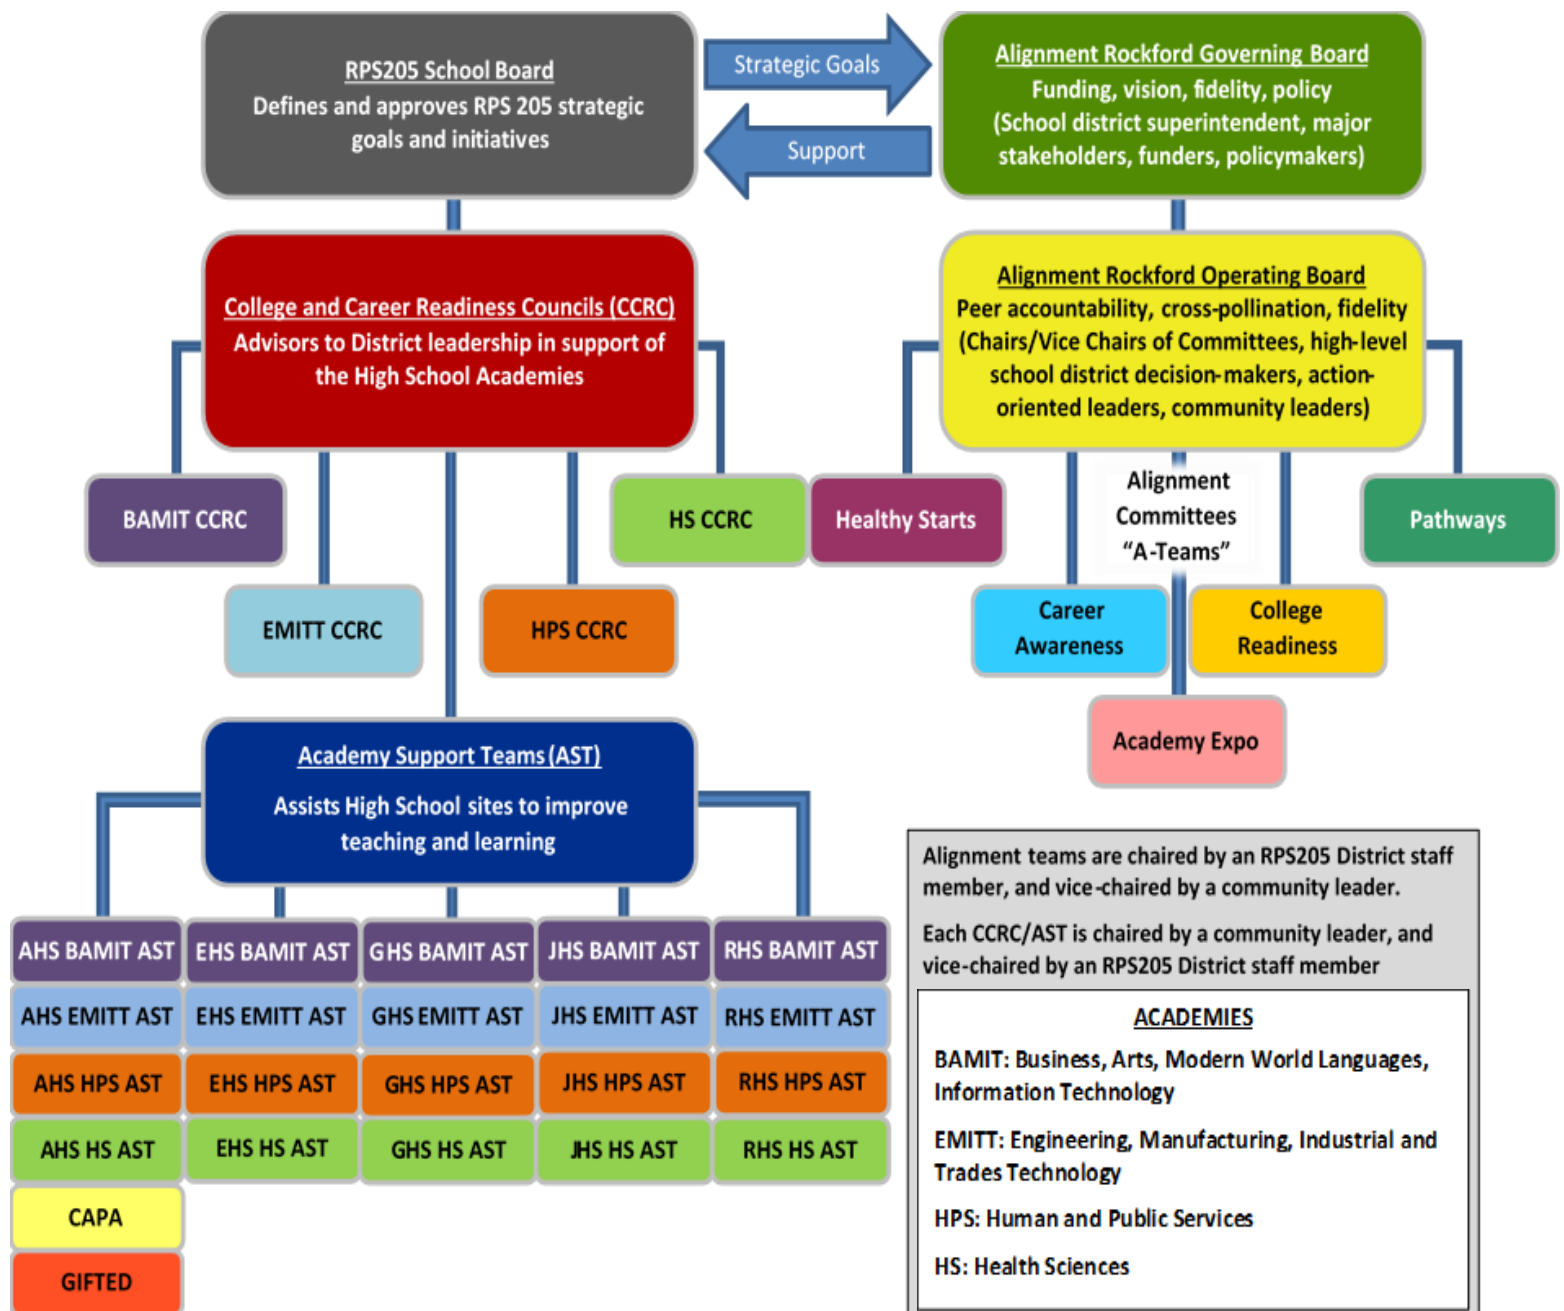 RPS205 School Board
Defines and approves RPS 205 strategic
goals and initiatives
Strategic Goals
Support
Alignment Rockford Governing Board
Funding, vision, fidelity, policy
(School district superintendent, major
stakeholders, funders, policymakers)
College and Career Readiness Councils (CCRC)
Advisors to District leadership in support of
the High School Academies
Alignment Rockford Operating Board
Peer accountability, cross-pollination, fidelity
(Chairs/Vice Chairs of Committees, high-level
school district decision-makers, action-
oriented leaders, community leaders)
BAMIT CCRC
HS CCRC
EMITT CCRC
HPS CCRC
Healthy Starts
Alignment
Committees
“A-Teams”
Pathways
Career
Awareness
College
Readiness
Academy Expo
Academy Support Teams (AST)
Assists High School sites to improve
teaching and learning
AHS BAMIT AST
EHS BAMIT AST
GHS BAMIT AST
JHS BAMIT AST
RHS BAMIT AST
AHS EMITT AST
EHS EMITT AST
GHS EMITT AST
JHS EMITT AST
RHS EMITT AST
AHS HPS AST
EHS HPS AST
GHS HPS AST
JHS HPS AST
RHS HPS AST
AHS HS AST
EHS HS AST
GHS HS AST
JHS HS AST
RHS HS AST
CAPA
GIFTED
Alignment teams are chaired by an RPS205 District staff
member, and vice-chaired by a community leader.
Each CCRC/AST is chaired by a community leader, and
vice-chaired by an RPS205 District staff member
ACADEMIES
BAMIT: Business, Arts, Modern World Languages,
Information Technology
EMITT: Engineering, Manufacturing, Industrial and
Trades Technology
HPS: Human and Public Services
HS: Health Sciences